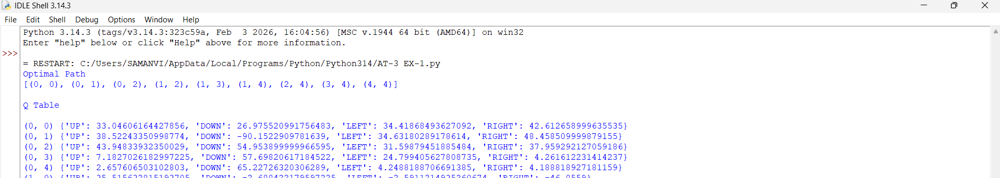 IDLE Shell 3.14.3
File Edit Shell Debug Options Window Help
Python 3.14.3 (tags/v3.14.3:323c59a, Feb  3 2026, 16:04:56) [MSC v.1944 64 bit (AMD64)] on win32
Enter "help" below or click "Help" above for more information.
>>>
= RESTART: C:/Users/SAMANVI/AppData/Local/Programs/Python/Python314/AT-3 EX-1.py
Optimal Path
[(0, 0), (0, 1), (0, 2), (1, 2), (1, 3), (1, 4), (2, 4), (3, 4), (4, 4)]
Q Table
(0, 0) {'UP': 33.04606164427856, 'DOWN': 26.975520991756483, 'LEFT': 34.41868493627092, 'RIGHT': 42.612658999635535}
(0, 1) {'UP': 38.52243350998774, 'DOWN': -90.1522909781639, 'LEFT': 34.63180289178614, 'RIGHT': 48.458509999879155}
(0, 2) {'UP': 43.94833932350029, 'DOWN': 54.953899999966595, 'LEFT': 31.59879451885484, 'RIGHT': 37.959292127059186}
(0, 3) {'UP': 7.1827026182997225, 'DOWN': 57.69820617184522, 'LEFT': 24.799405627808735, 'RIGHT': 4.261612231414237}
(0, 4) {'UP': 2.657606503102803, 'DOWN': 65.22726320306289, 'LEFT': 4.2488188706691385, 'RIGHT': 4.188818927181159}